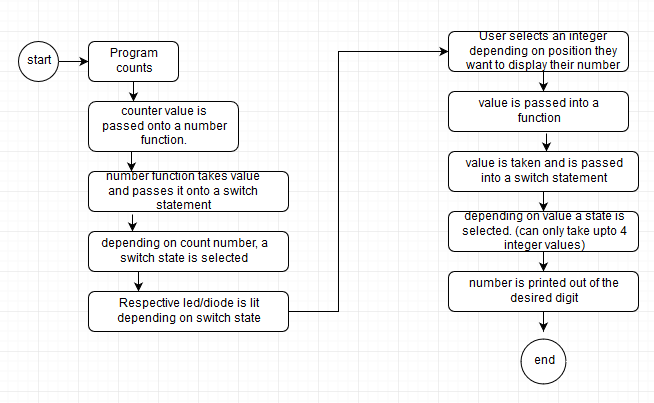 start
Program
counts
counter value is
passed onto a number
function.
number function takes value
and passes it onto a switch
statement
depending on count number, a
switch state is selected
Respective led/diode is lit
depending on switch state
User selects an integer
depending on position they
want to display their number
value is passed into a
function
value is taken and is passed
into a switch statement
depending on value a state is
selected. (can only take upto 4
integer values)
number is printed out of the
desired digit
end